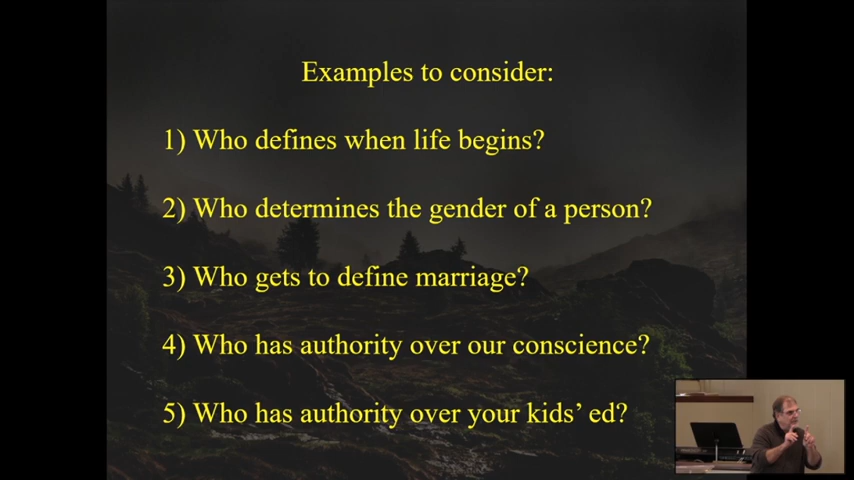 Examples to consider:
1) Who defines when life begins?
2) Who determines the gender of a person?
3) Who gets to define marriage?
4) Who has authority over our conscience?
5) Who has authority over your kids’ ed?